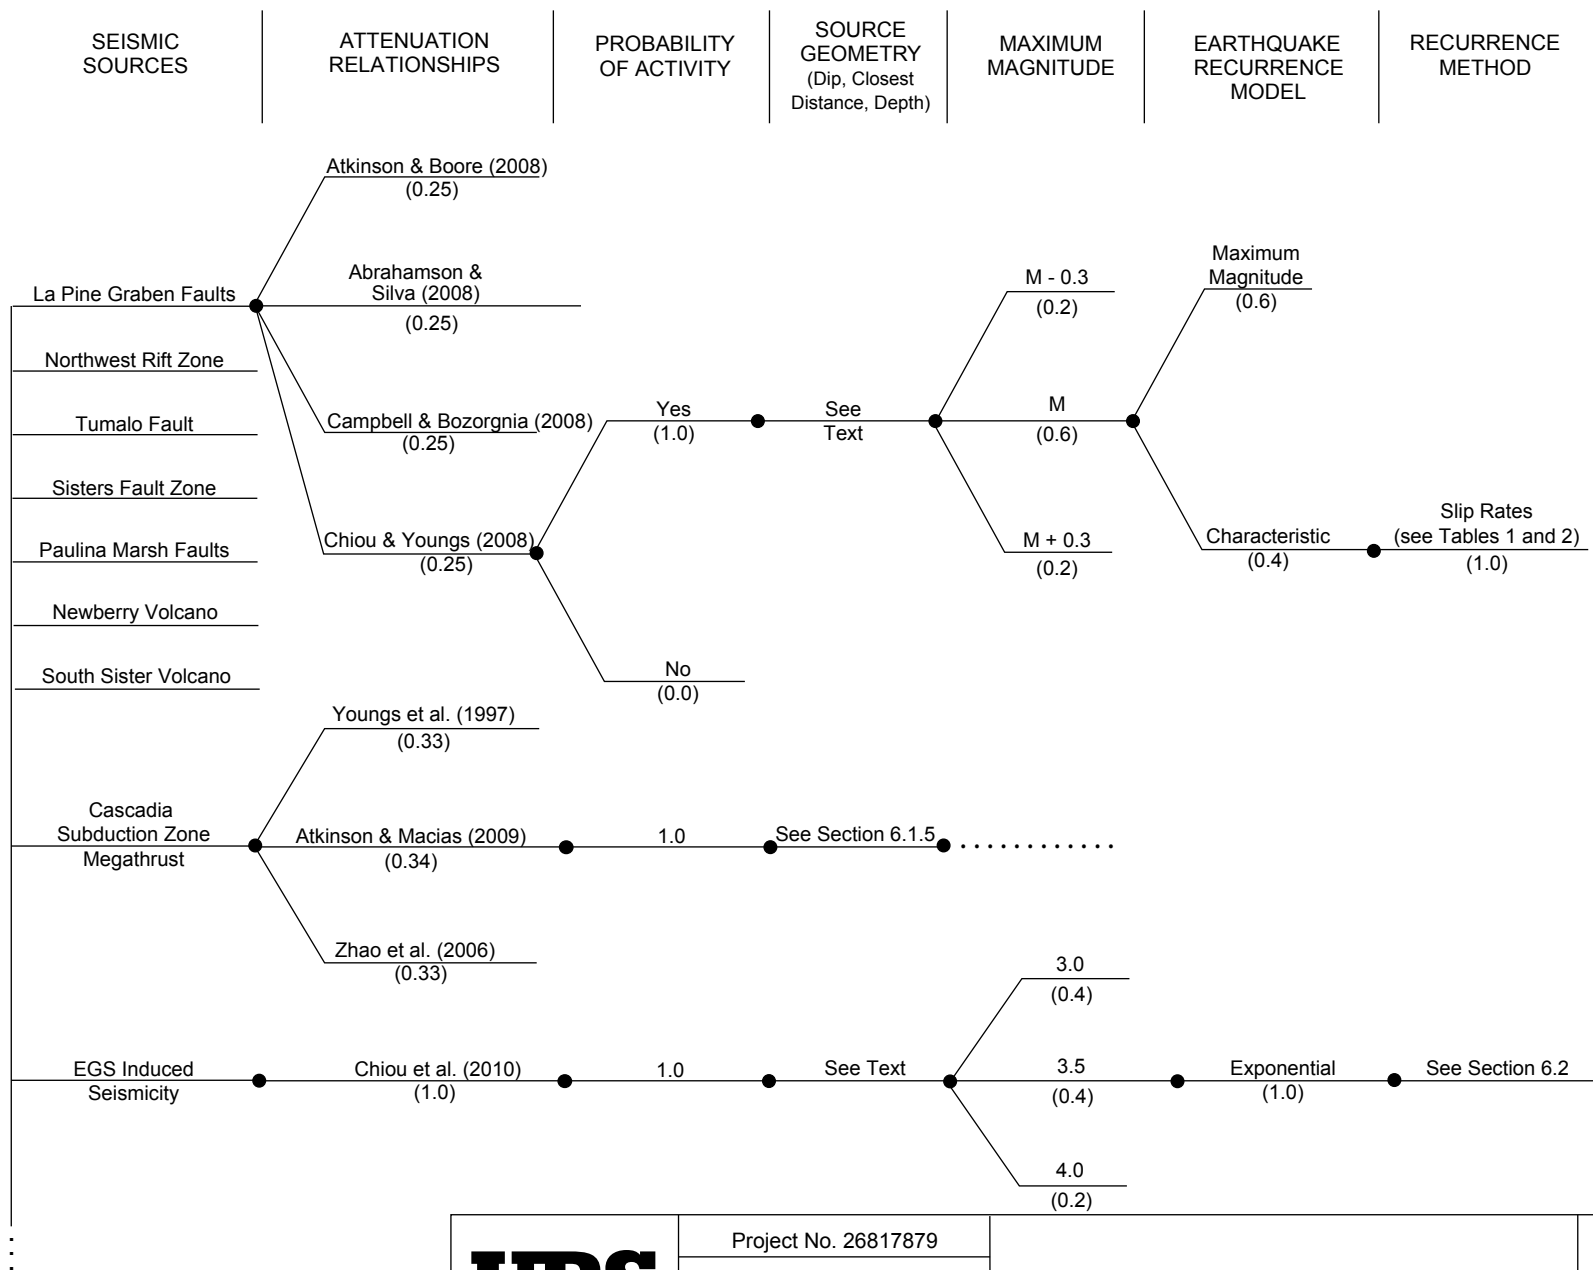 SEISMIC
SOURCES
ATTENUATION
RELATIONSHIPS
PROBABILITY
OF ACTIVITY
SOURCE
GEOMETRY
(Dip, Closest
Distance, Depth)
MAXIMUM
MAGNITUDE
EARTHQUAKE
RECURRENCE
MODEL
RECURRENCE
METHOD
La Pine Graben Faults
Northwest Rift Zone
Tumalo Fault
Sisters Fault Zone
Paulina Marsh Faults
Newberry Volcano
South Sister Volcano
Atkinson & Boore (2008)
(0.25)
Abrahamson &
Silva (2008)
(0.25)
Campbell & Bozorgnia (2008)
(0.25)
Chiou & Youngs (2008)
(0.25)
Yes
(1.0)
No
(0.0)
See
Text
M - 0.3
(0.2)
M
(0.6)
M + 0.3
(0.2)
Maximum
Magnitude
(0.6)
Characteristic
(0.4)
Slip Rates
(see Tables 1 and 2)
(1.0)
Cascadia
Subduction Zone
Megathrust
Youngs et al. (1997)
(0.33)
Atkinson & Macias (2009)
(0.34)
Zhao et al. (2006)
(0.33)
1.0
See Section 6.1.5
EGS Induced
Seismicity
Chiou et al. (2010)
(1.0)
1.0
See Text
3.0
(0.4)
3.5
(0.4)
4.0
(0.2)
Exponential
(1.0)
See Section 6.2
URS
Project No. 26817879